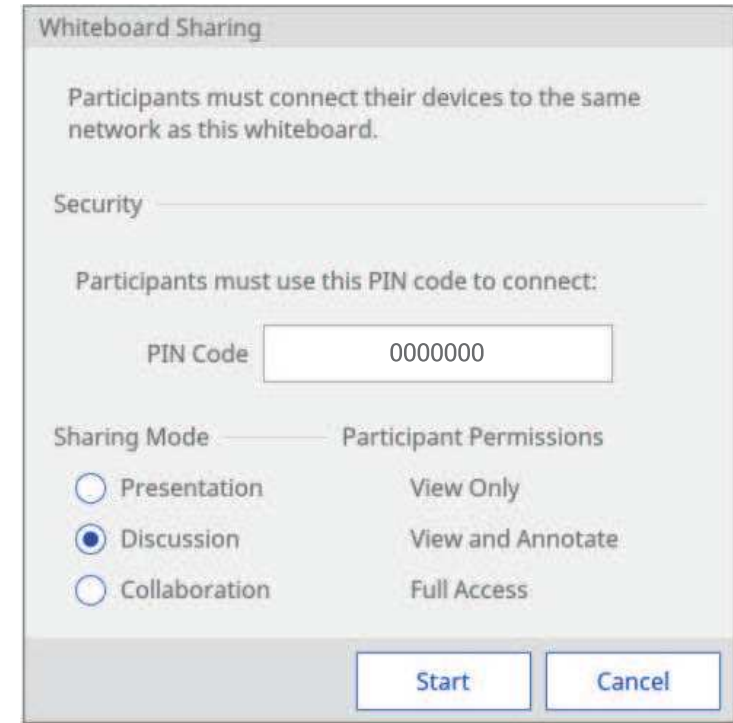 Whiteboard Sharing
Participants must connect their devices to the same
network as this whiteboard.
Security
Participants must use this PIN code to connect:
PIN Code 0000000
Sharing Mode Participant Permissions
Presentation View Only
Discussion View and Annotate
Collaboration Full Access
Start Cancel